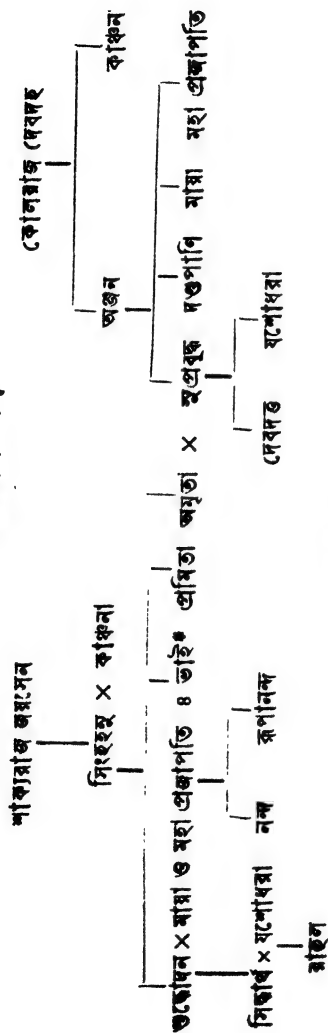 শাক্যরাজ জয়সেন
কোলরাজ দেবদহ
সিংহহনু × কাঞ্চনা
অঞ্জন কাঞ্চন
শুদ্ধোদন × মায়া ও মহা প্রজাপতি ৪ ভাই* প্রমিতা অমৃতা × সুপ্রবুদ্ধ দণ্ডপাণি মায়া মহা প্রজাপতি
সিদ্ধার্থ × যশোধরা নন্দ রূপানন্দ দেবদত্ত যশোধরা
রাহুল